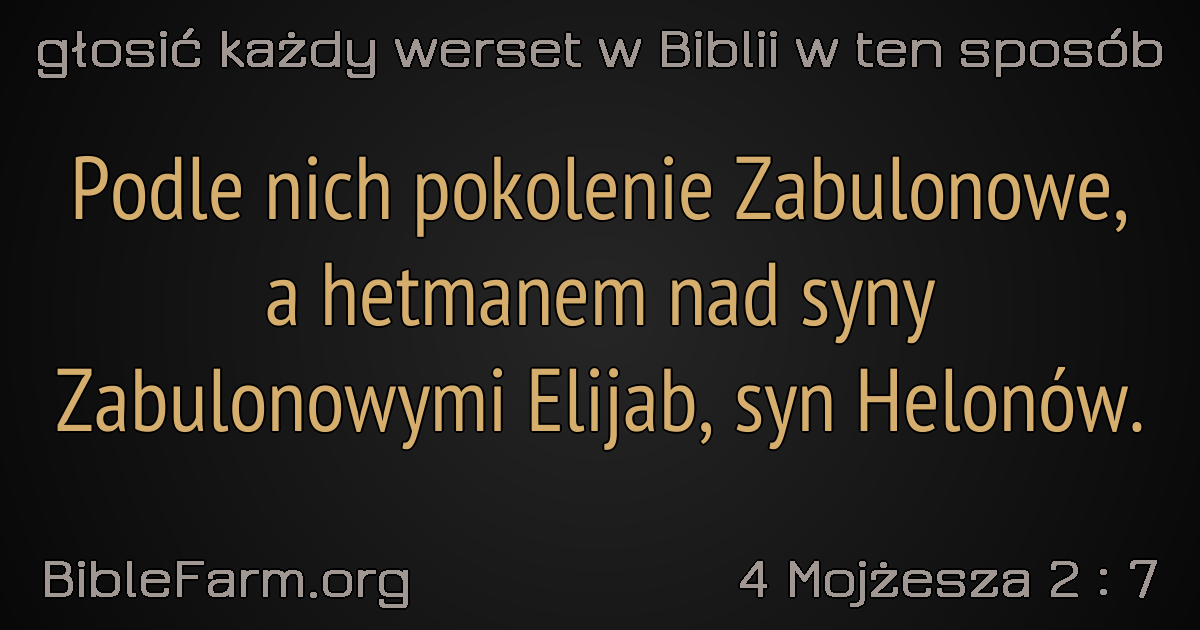 głosić każdy werset w Biblii w ten sposób
Podle nich pokolenie Zabulonowe,
a hetmanem nad syny
Zabulonowymi Elijab, syn Helonów.
BibleFarm.org
4 Mojżesza 2 : 7